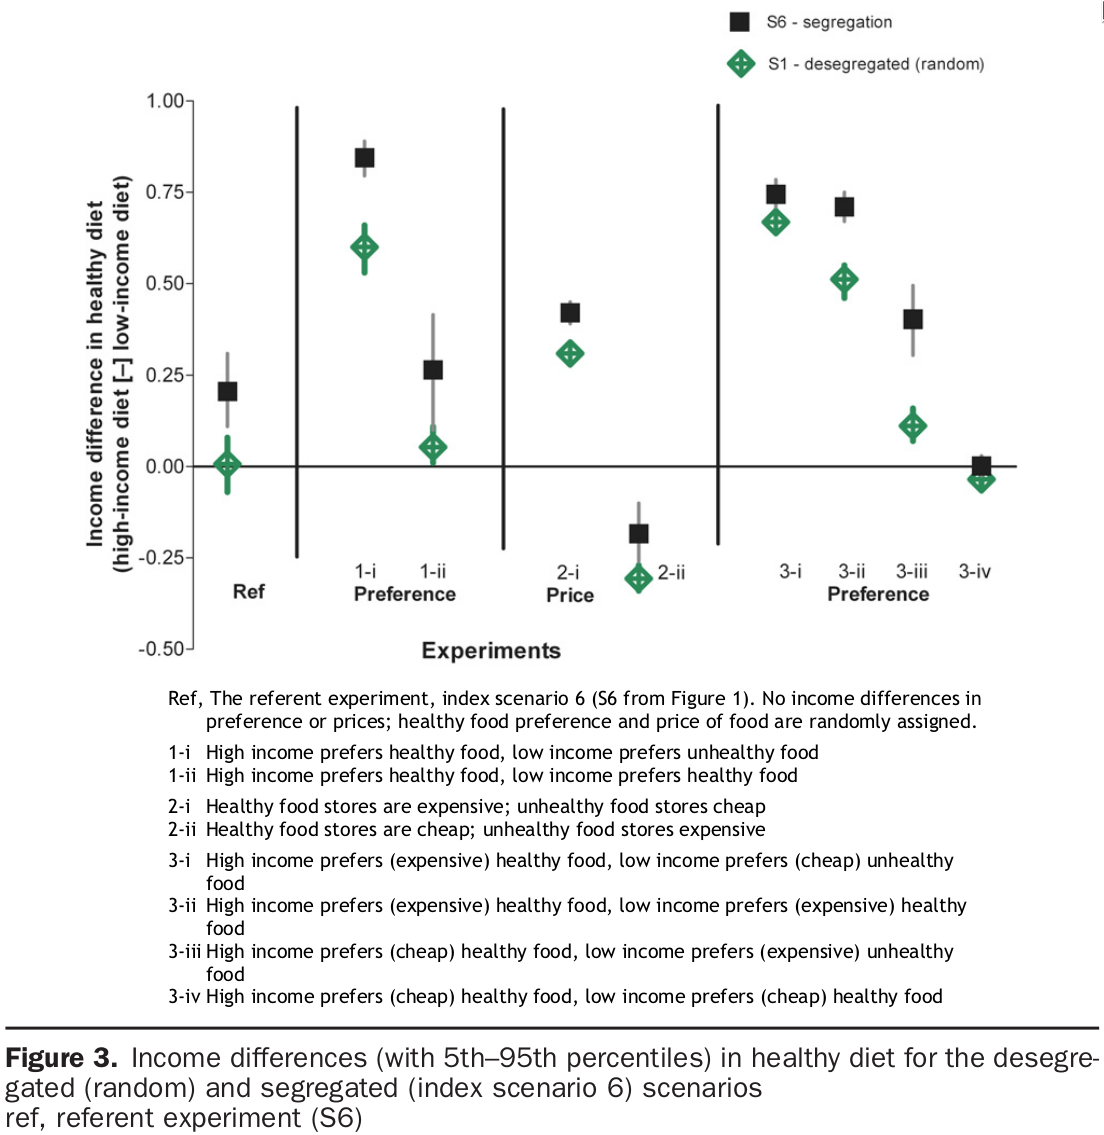 S6 - segregation
S1 - desegregated (random)
Income difference in healthy diet
(high-income diet [–] low-income diet)
1.00
0.75
0.50
0.25
0.00
-0.25
-0.50
1-i 1-ii 2-i 2-ii 3-i 3-ii 3-iii 3-iv
Ref Preference Price Preference
Experiments
Ref, The referent experiment, index scenario 6 (S6 from Figure 1). No income differences in
preference or prices; healthy food preference and price of food are randomly assigned.
1-i High income prefers healthy food, low income prefers unhealthy food
1-ii High income prefers healthy food, low income prefers healthy food
2-i Healthy food stores are expensive; unhealthy food stores cheap
2-ii Healthy food stores are cheap; unhealthy food stores expensive
3-i High income prefers (expensive) healthy food, low income prefers (cheap) unhealthy
food
3-ii High income prefers (expensive) healthy food, low income prefers (expensive) healthy
food
3-iii High income prefers (cheap) healthy food, low income prefers (expensive) unhealthy
food
3-iv High income prefers (cheap) healthy food, low income prefers (cheap) healthy food
Figure 3. Income differences (with 5th–95th percentiles) in healthy diet for the desegre-
gated (random) and segregated (index scenario 6) scenarios
ref, referent experiment (S6)